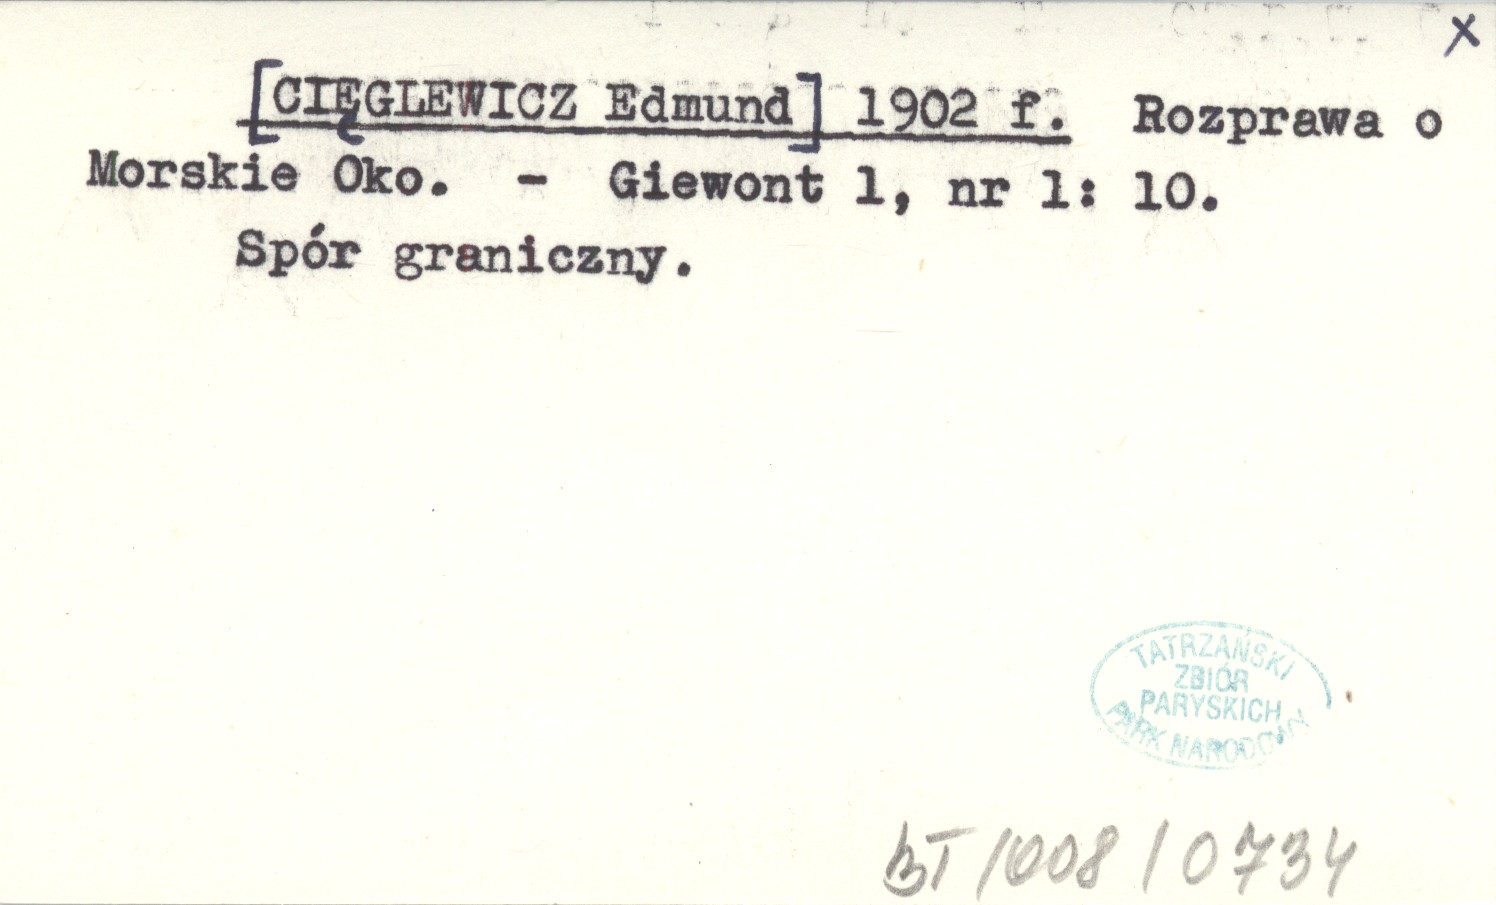 x
[CIĘGLEWICZ Edmund] 1902 f. Rozprawa o
Morskie Oko. - Giewont 1, nr 1: 10.
Spór graniczny.
TATRZAŃSKI
ZBIÓR
PARYSKICH
PARK NARODOWY
BT/008/0734